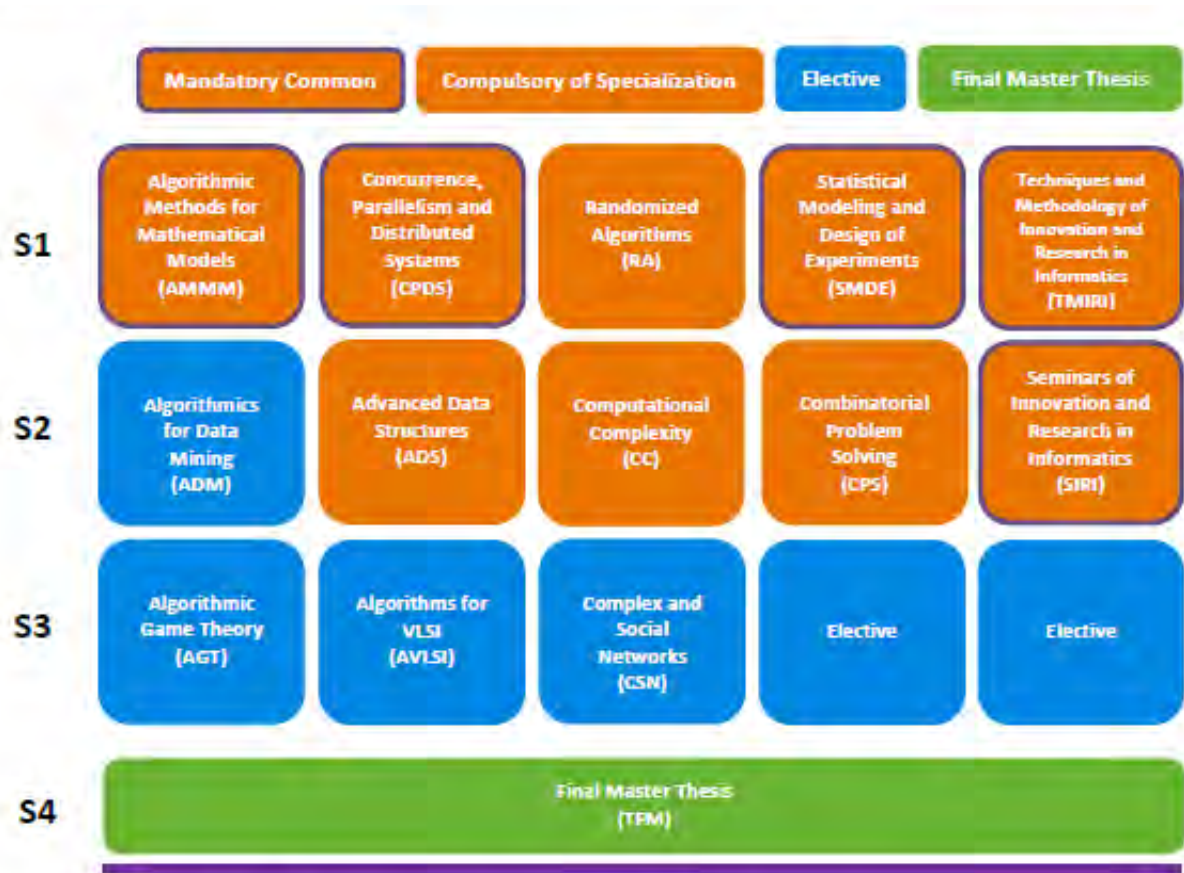 Mandatory Common
Compulsory of Specialization
Elective
Final Master Thesis
S1
Algorithmic
Methods for
Mathematical
Models
(AMMM)
Concurrence,
Parallelism and
Distributed
Systems
(CPDS)
Randomized
Algorithms
(RA)
Statistical
Modeling and
Design of
Experiments
(SMDE)
Techniques and
Methodology of
Innovation and
Research in
Informatics
(TMIRI)
S2
Algorithmics
for Data
Mining
(ADM)
Advanced Data
Structures
(ADS)
Computational
Complexity
(CC)
Combinatorial
Problem
Solving
(CPS)
Seminars of
Innovation and
Research in
Informatics
(SIRI)
S3
Algorithmic
Game Theory
(AGT)
Algorithms for
VLSI
(AVLSI)
Complex and
Social
Networks
(CSN)
Elective
Elective
S4
Final Master Thesis
(TFM)